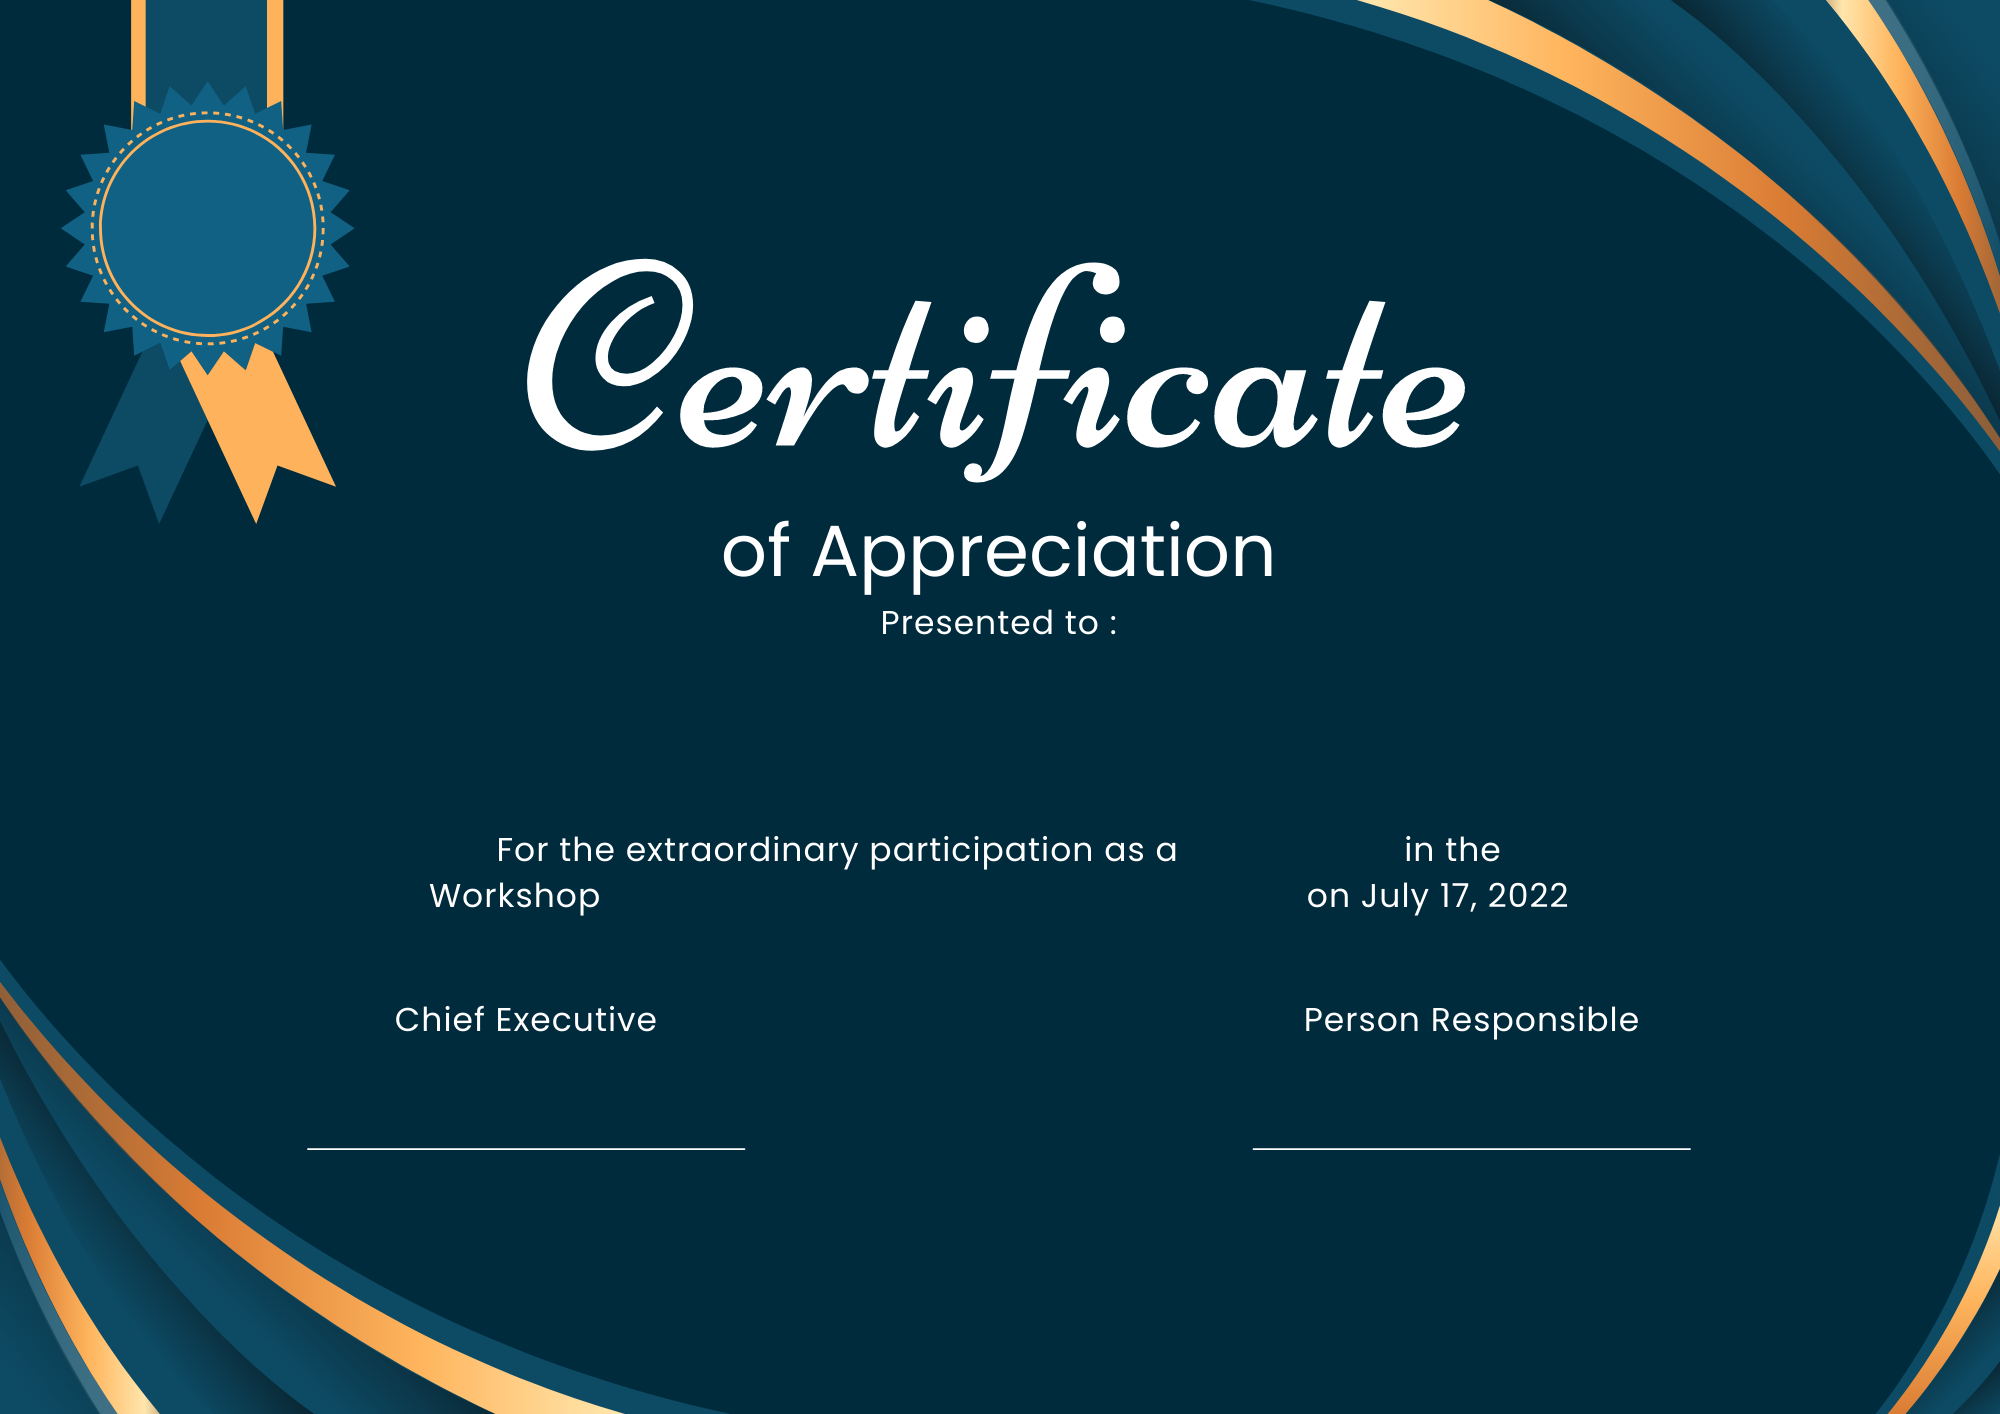 Certificate
of Appreciation
Presented to :
For the extraordinary participation as a in the
Workshop on July 17, 2022
Chief Executive Person Responsible